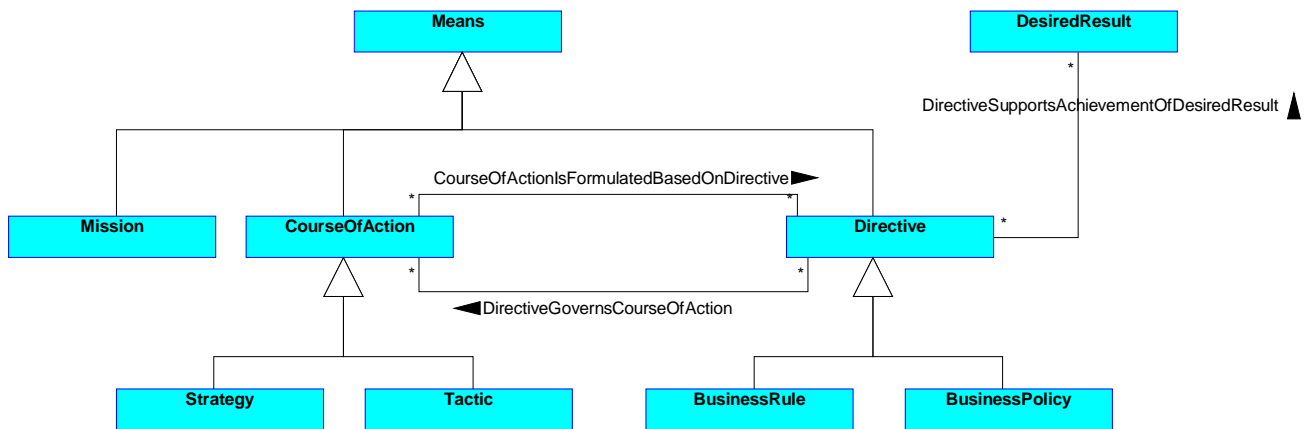 Means
DesiredResult
*
DirectiveSupportsAchievementOfDesiredResult
CourseOfActionIsFormulatedBasedOnDirective
*
*
Mission
CourseOfAction
Directive
*
*
*
DirectiveGovernsCourseOfAction
Strategy
Tactic
BusinessRule
BusinessPolicy